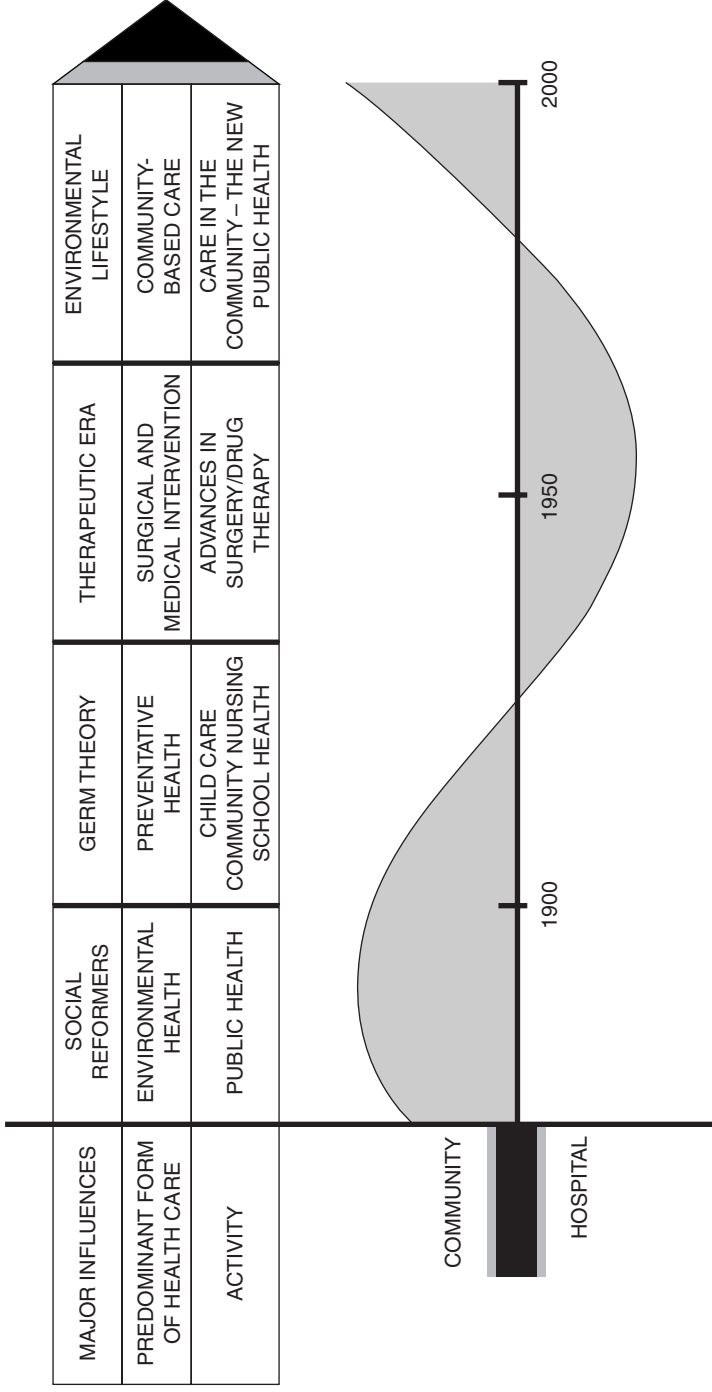 MAJOR INFLUENCES
SOCIAL
REFORMERS
GERM THEORY
THERAPEUTIC ERA
ENVIRONMENTAL
LIFESTYLE
PREDOMINANT FORM
OF HEALTH CARE
ENVIRONMENTAL
HEALTH
PREVENTATIVE
HEALTH
SURGICAL AND
MEDICAL INTERVENTION
COMMUNITY-
BASED CARE
ACTIVITY
PUBLIC HEALTH
CHILD CARE
COMMUNITY NURSING
SCHOOL HEALTH
ADVANCES IN
SURGERY/DRUG
THERAPY
CARE IN THE
COMMUNITY – THE NEW
PUBLIC HEALTH
COMMUNITY
HOSPITAL
1900
1950
2000